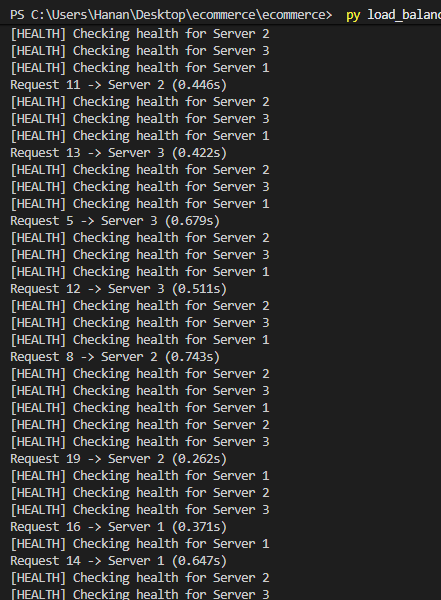 PS C:\Users\Hanan\Desktop\ecommerce\ecommerce> py load_balanc
[HEALTH] Checking health for Server 2
[HEALTH] Checking health for Server 3
[HEALTH] Checking health for Server 1
Request 11 -> Server 2 (0.446s)
[HEALTH] Checking health for Server 2
[HEALTH] Checking health for Server 3
[HEALTH] Checking health for Server 1
Request 13 -> Server 3 (0.422s)
[HEALTH] Checking health for Server 2
[HEALTH] Checking health for Server 3
[HEALTH] Checking health for Server 1
Request 5 -> Server 3 (0.679s)
[HEALTH] Checking health for Server 2
[HEALTH] Checking health for Server 3
[HEALTH] Checking health for Server 1
Request 12 -> Server 3 (0.511s)
[HEALTH] Checking health for Server 2
[HEALTH] Checking health for Server 3
[HEALTH] Checking health for Server 1
Request 8 -> Server 2 (0.743s)
[HEALTH] Checking health for Server 2
[HEALTH] Checking health for Server 3
[HEALTH] Checking health for Server 1
[HEALTH] Checking health for Server 2
[HEALTH] Checking health for Server 3
Request 19 -> Server 2 (0.262s)
[HEALTH] Checking health for Server 1
[HEALTH] Checking health for Server 2
[HEALTH] Checking health for Server 3
Request 16 -> Server 1 (0.371s)
[HEALTH] Checking health for Server 1
Request 14 -> Server 1 (0.647s)
[HEALTH] Checking health for Server 2
[HEALTH] Checking health for Server 3